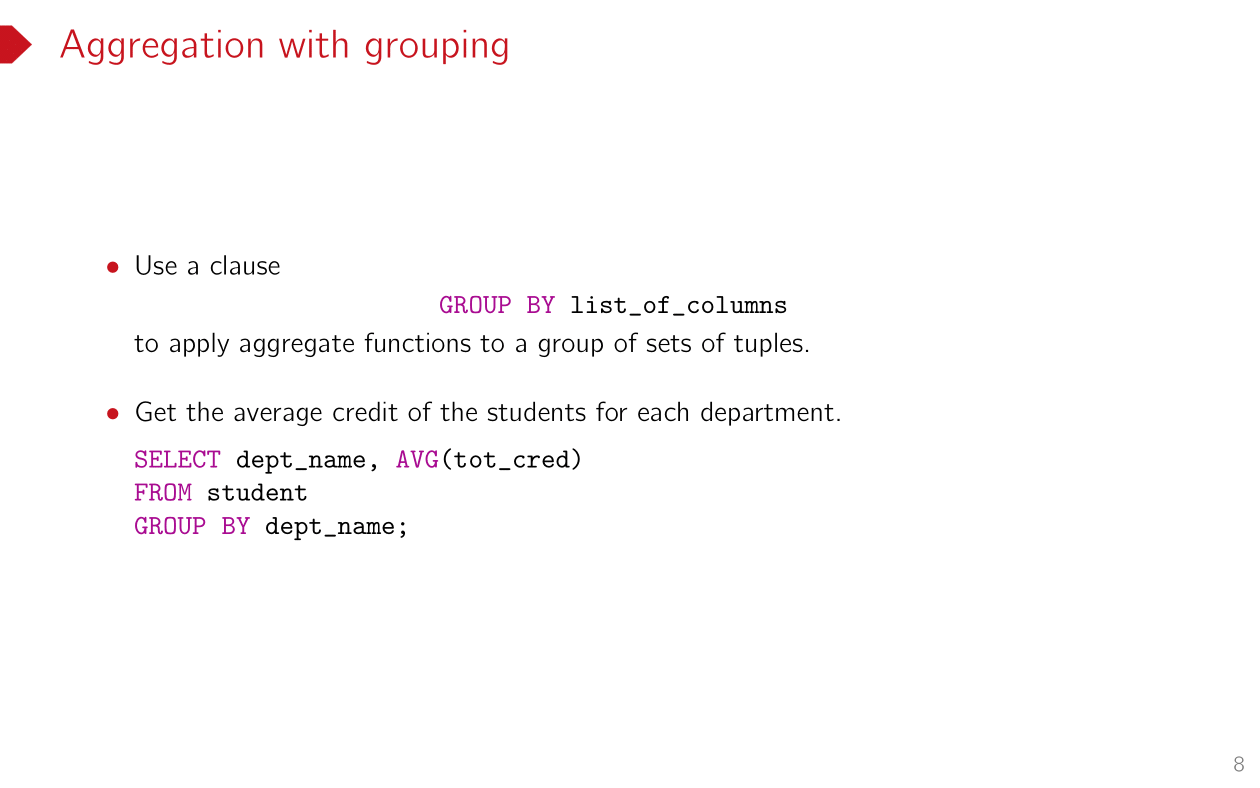 Aggregation with grouping
• Use a clause
GROUP BY list_of_columns
to apply aggregate functions to a group of sets of tuples.
• Get the average credit of the students for each department.
SELECT dept_name, AVG(tot_cred)
FROM student
GROUP BY dept_name;
8